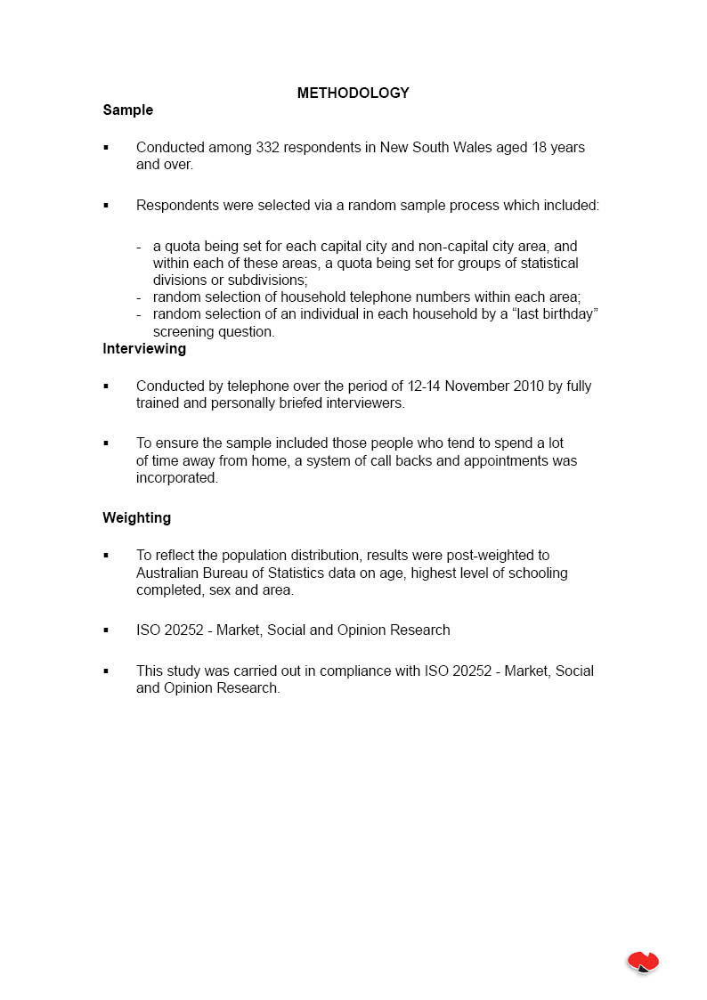 METHODOLOGY
Sample
▪ Conducted among 332 respondents in New South Wales aged 18 years
and over.
▪ Respondents were selected via a random sample process which included:
- a quota being set for each capital city and non-capital city area, and
within each of these areas, a quota being set for groups of statistical
divisions or subdivisions;
- random selection of household telephone numbers within each area;
- random selection of an individual in each household by a “last birthday”
screening question.
Interviewing
▪ Conducted by telephone over the period of 12-14 November 2010 by fully
trained and personally briefed interviewers.
▪ To ensure the sample included those people who tend to spend a lot
of time away from home, a system of call backs and appointments was
incorporated.
Weighting
▪ To reflect the population distribution, results were post-weighted to
Australian Bureau of Statistics data on age, highest level of schooling
completed, sex and area.
▪ ISO 20252 - Market, Social and Opinion Research
▪ This study was carried out in compliance with ISO 20252 - Market, Social
and Opinion Research.